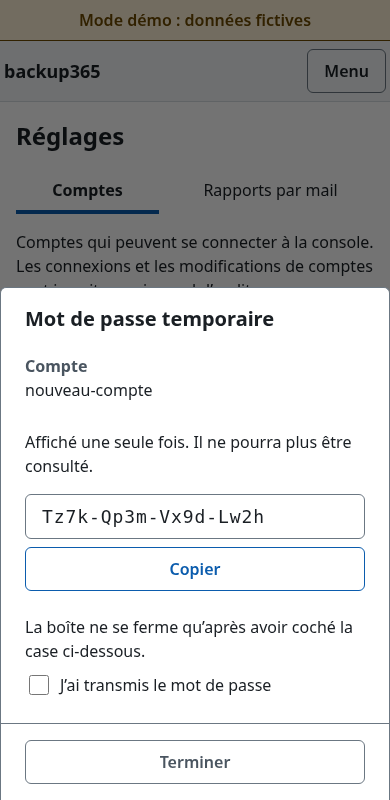 Mode démo : données fictives
backup365
Menu
Réglages
Comptes
Rapports par mail
Comptes qui peuvent se connecter à la console.
Les connexions et les modifications de comptes
Mot de passe temporaire
Compte
nouveau-compte
Affiché une seule fois. Il ne pourra plus être
consulté.
Tz7k-Qp3m-Vx9d-Lw2h
Copier
La boîte ne se ferme qu’après avoir coché la
case ci-dessous.
J’ai transmis le mot de passe
Terminer